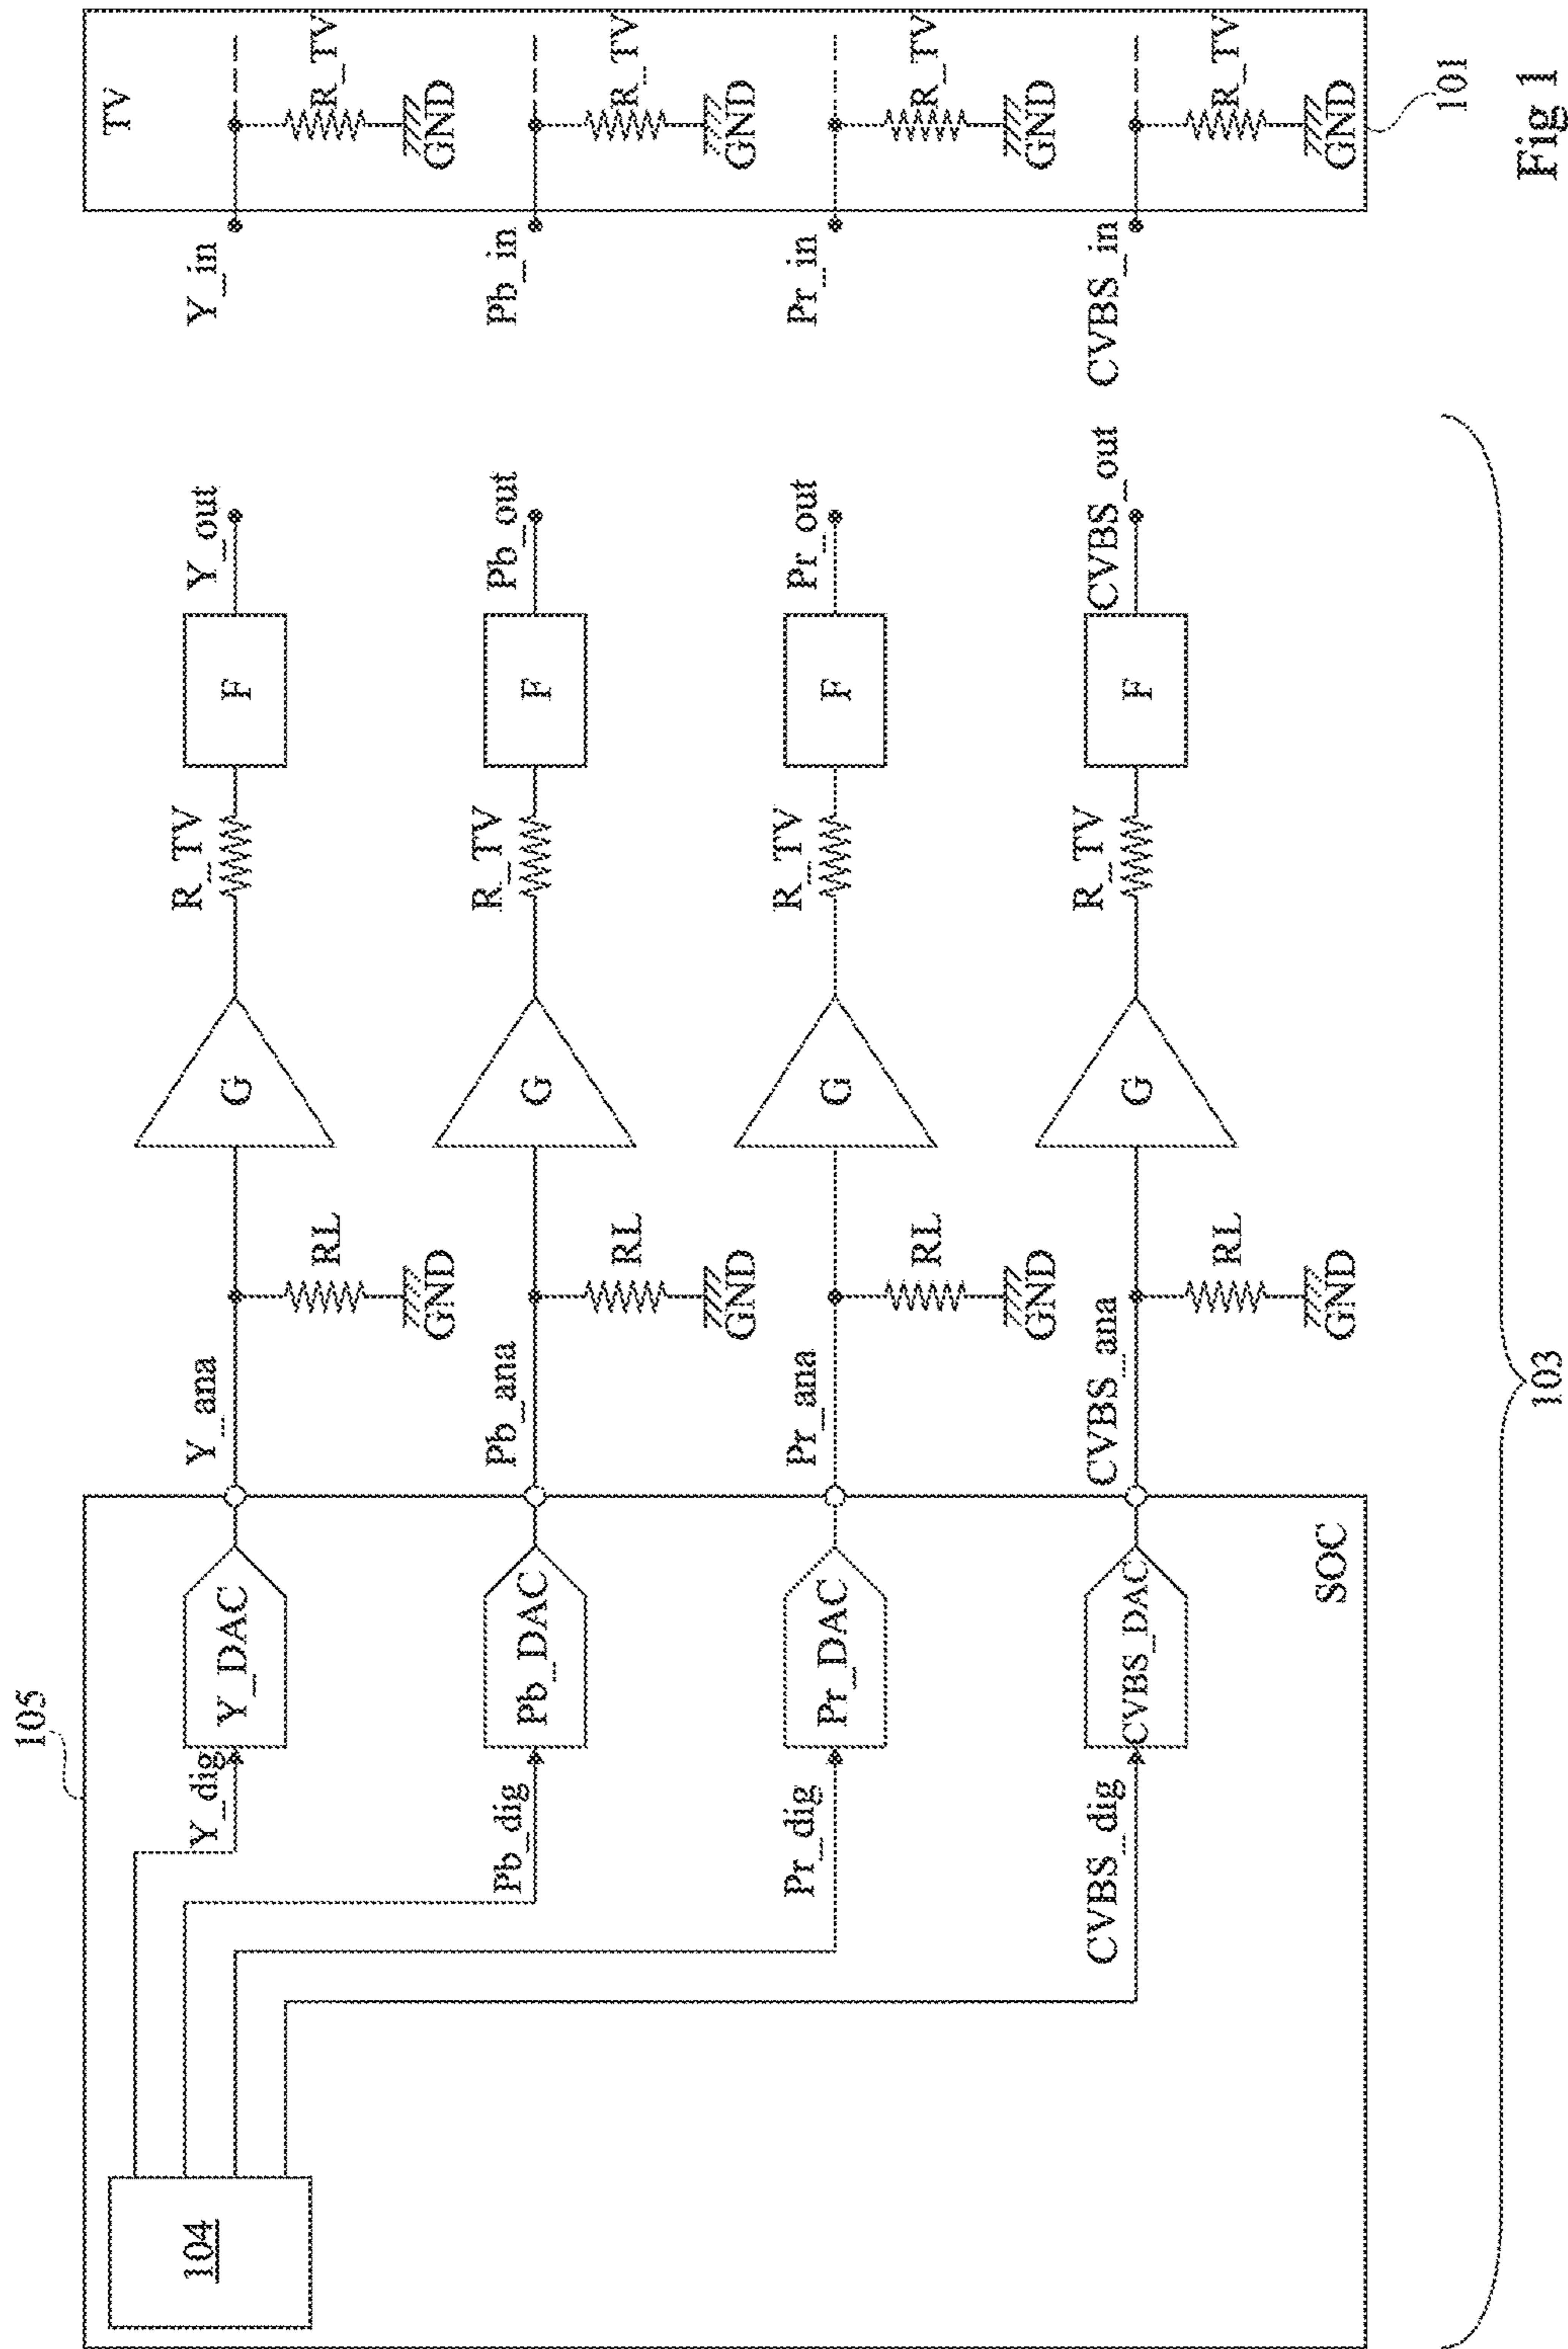 105
104
Y_dig
Y_DAC
Y_ana
RL
GND
G
R_TV
F
Y_out
Y_in
TV
R_TV
GND
Pb_dig
Pb_DAC
Pb_ana
RL
GND
G
R_TV
F
Pb_out
Pb_in
R_TV
GND
Pr_dig
Pr_DAC
Pr_ana
RL
GND
G
R_TV
F
Pr_out
Pr_in
R_TV
GND
CVBS_dig
CVBS_DAC
CVBS_ana
RL
GND
G
R_TV
F
CVBS_out
CVBS_in
R_TV
GND
SOC
101
103
Fig 1